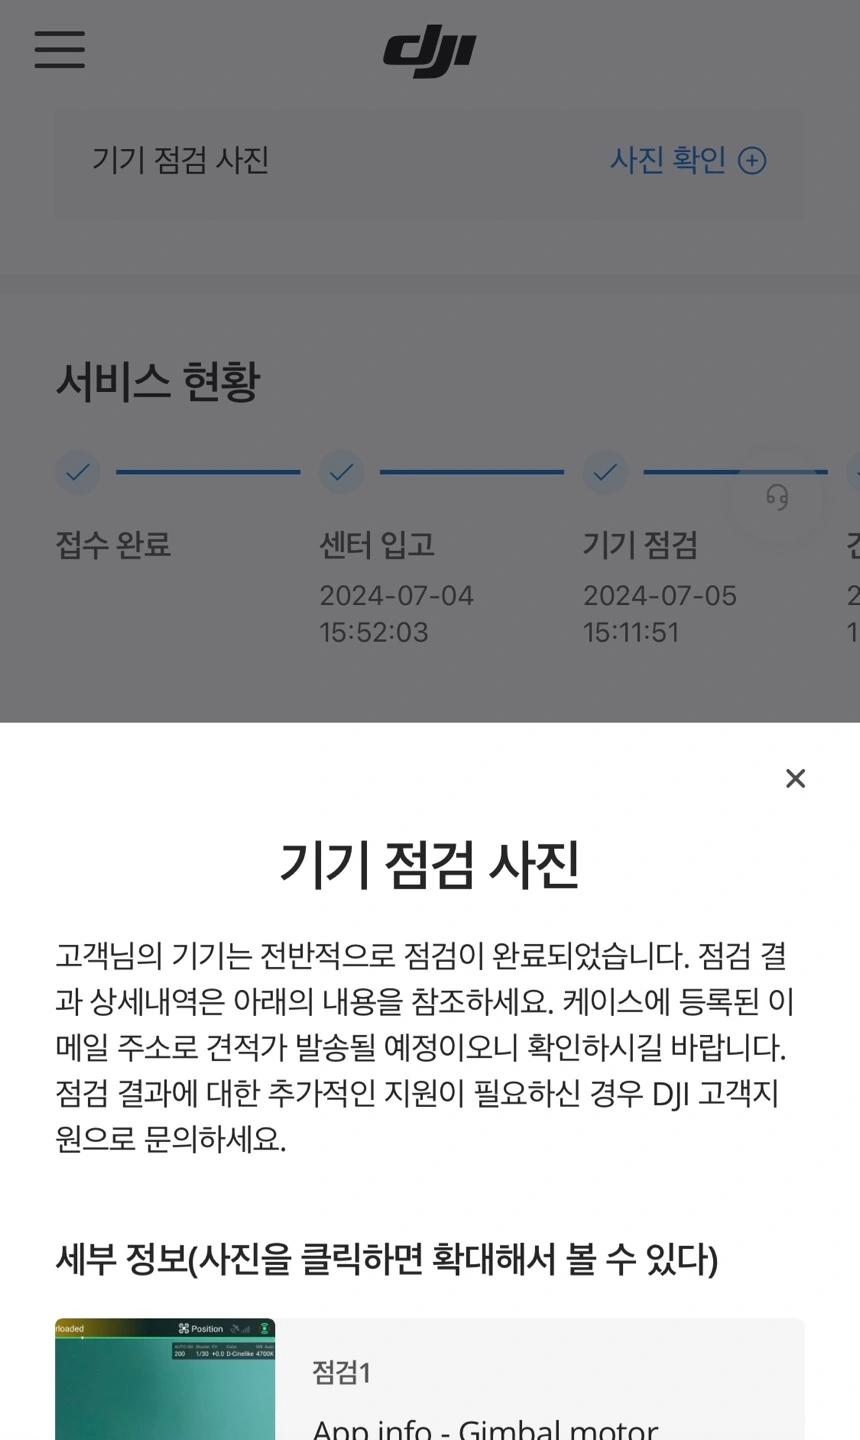 dji
기기 점검 사진
사진 확인
서비스 현황
접수 완료
센터 입고
2024-07-04
15:52:03
기기 점검
2024-07-05
15:11:51
기기 점검 사진
고객님의 기기는 전반적으로 점검이 완료되었습니다. 점검 결
과 상세내역은 아래의 내용을 참조하세요. 케이스에 등록된 이
메일 주소로 견적가 발송될 예정이오니 확인하시길 바랍니다.
점검 결과에 대한 추가적인 지원이 필요하신 경우 DJI 고객지
원으로 문의하세요.
세부 정보(사진을 클릭하면 확대해서 볼 수 있다)
rloaded
Position
200 1/30 +0.0 D-Cinelike 4700K
점검1
App info - Gimbal motor